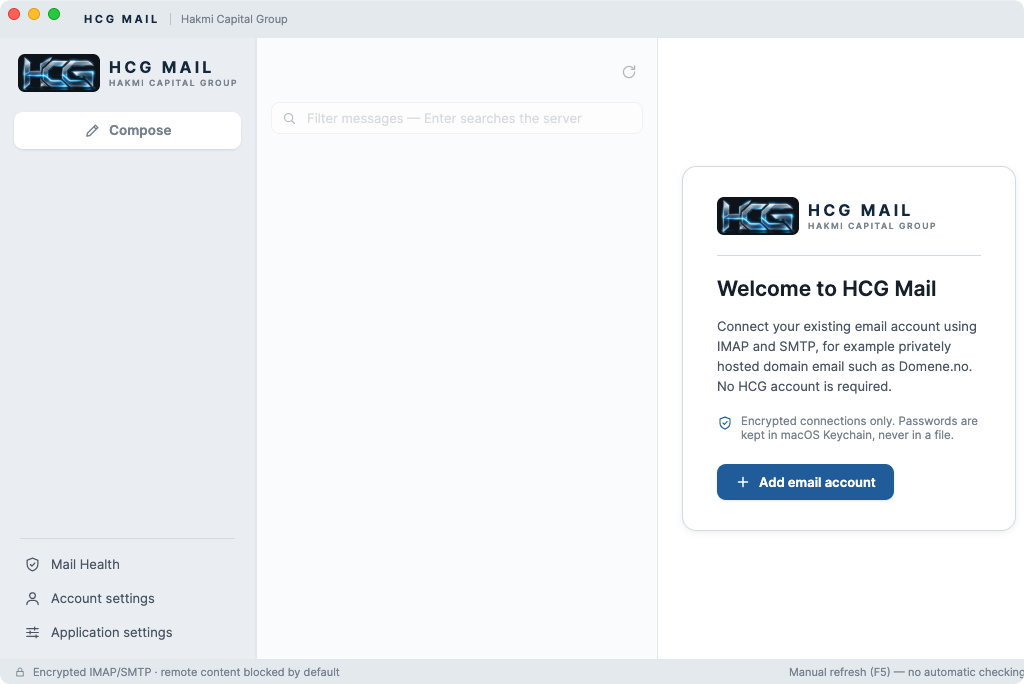 HCG MAIL | Hakmi Capital Group
HCG
HCG MAIL
HAKMI CAPITAL GROUP
Compose
Filter messages — Enter searches the server
HCG
HCG MAIL
HAKMI CAPITAL GROUP
Welcome to HCG Mail
Connect your existing email account using
IMAP and SMTP, for example privately
hosted domain email such as Domene.no.
No HCG account is required.
Encrypted connections only. Passwords are
kept in macOS Keychain, never in a file.
+ Add email account
Mail Health
Account settings
Application settings
Encrypted IMAP/SMTP · remote content blocked by default
Manual refresh (F5) — no automatic checking